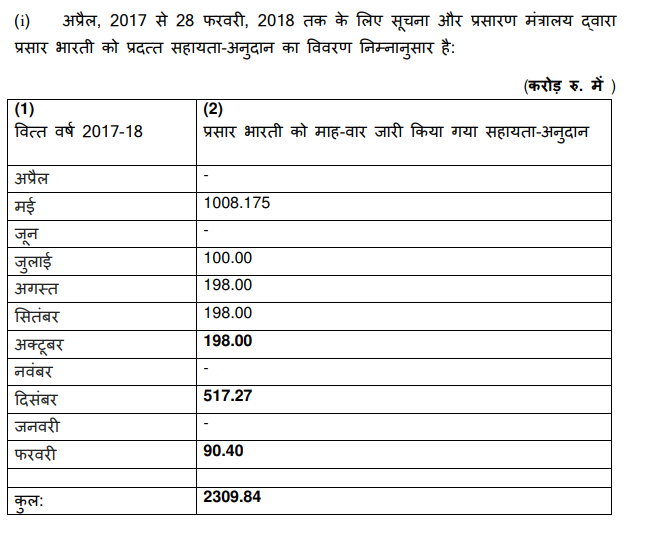 (i) अप्रैल, 2017 से 28 फरवरी, 2018 तक के लिए सूचना और प्रसारण मंत्रालय द्वारा
प्रसार भारती को प्रदत्त सहायता-अनुदान का विवरण निम्नानुसार है:
(करोड़ रु. में )
(1) (2)
वित्त वर्ष 2017-18 प्रसार भारती को माह-वार जारी किया गया सहायता-अनुदान
अप्रैल -
मई 1008.175
जून -
जुलाई 100.00
अगस्त 198.00
सितंबर 198.00
अक्टूबर 198.00
नवंबर -
दिसंबर 517.27
जनवरी -
फरवरी 90.40
कुल: 2309.84